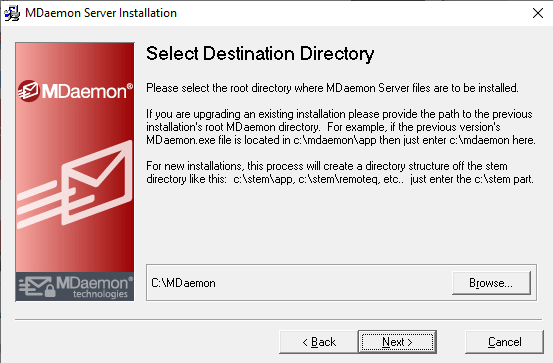 MDaemon Server Installation
Select Destination Directory
MDaemon®
Please select the root directory where MDaemon Server files are to be installed.
If you are upgrading an existing installation please provide the path to the previous
installation's root MDaemon directory.  For example, if the previous version's
MDaemon.exe file is located in c:\mdaemon\app then just enter c:\mdaemon here.
For new installations, this process will create a directory structure off the stem
directory like this:  c:\stem\app, c:\stem\remoteq, etc..  just enter the c:\stem part.
MDaemon
technologies
C:\MDaemon
Browse...
< Back
Next >
Cancel